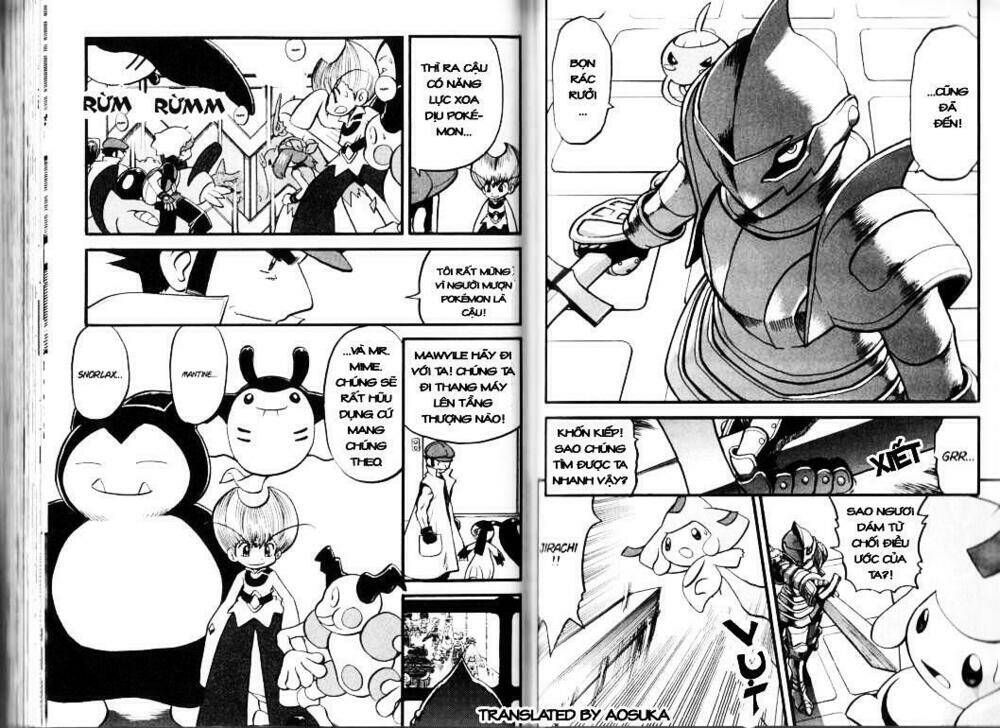 RỪM
RỪMM
THÌ RA CẬU
CÓ NĂNG
LỰC XOA
DỊU POKÉ-
MON...
TÔI RẤT MỪNG
VÌ NGƯỜI MƯỢN
POKÉMON LÀ
CẬU!
SNORLAX...
MANTINE...
...VÀ MR.
MIME.
CHÚNG SẼ
RẤT HỮU
DỤNG CỨ
MANG
CHÚNG
THEO.
MAWYILE HÃY ĐI
VỚI TA! CHÚNG TA
ĐI THANG MÁY
LÊN TẦNG
THƯỢNG NÀO!
BỌN
RÁC
RƯỞI
...
...CŨNG
ĐÃ
ĐẾN!
KHỐN KIẾP!
SAO CHÚNG
TÌM ĐƯỢC TA
NHANH VẬY?
XIẾT
GRR...
JIRACHI
!!
VỤT
SAO NGƯƠI
DÁM TỪ
CHỐI ĐIỀU
ƯỚC CỦA
TA?!
TRANSLATED BY AOSUKA